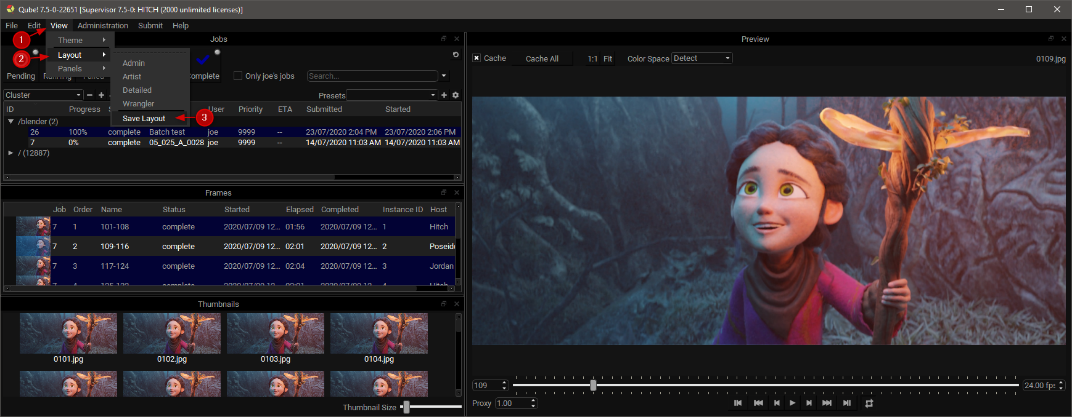 Qube! 7.5-0-22651 [Supervisor 7.5-0: HITCH (2000 unlimited licenses)]
File Edit View Administration Submit Help
1
Jobs
Preview
Theme
2
Layout
Panels
Admin
Artist
Detailed
Wrangler
Save Layout
3
Cache Cache All 1:1 Fit Color Space Detect 0109.jpg
Pending Only joe's jobs Search...
Cluster Presets
ID Progress User Priority ETA Submitted Started
/blender (2)
26 100% complete Batch test joe 9999 -- 23/07/2020 2:04 PM 23/07/2020 2:06 PM
7 0% complete 05_025_A_0028 joe 9999 -- 14/07/2020 11:03 AM 14/07/2020 11:03 AM
/ (12887)
Frames
Job Order Name Status Started Elapsed Completed Instance ID Host
7 1 101-108 complete 2020/07/09 12... 01:56 2020/07/09 12... 1 Hitch
7 2 109-116 complete 2020/07/09 12... 02:01 2020/07/09 12... 2 Poseid
7 3 117-124 complete 2020/07/09 12... 02:04 2020/07/09 12... 3 Jordan
Thumbnails
0101.jpg 0102.jpg 0103.jpg 0104.jpg
Thumbnail Size
109 24.00 fps
Proxy 1.00